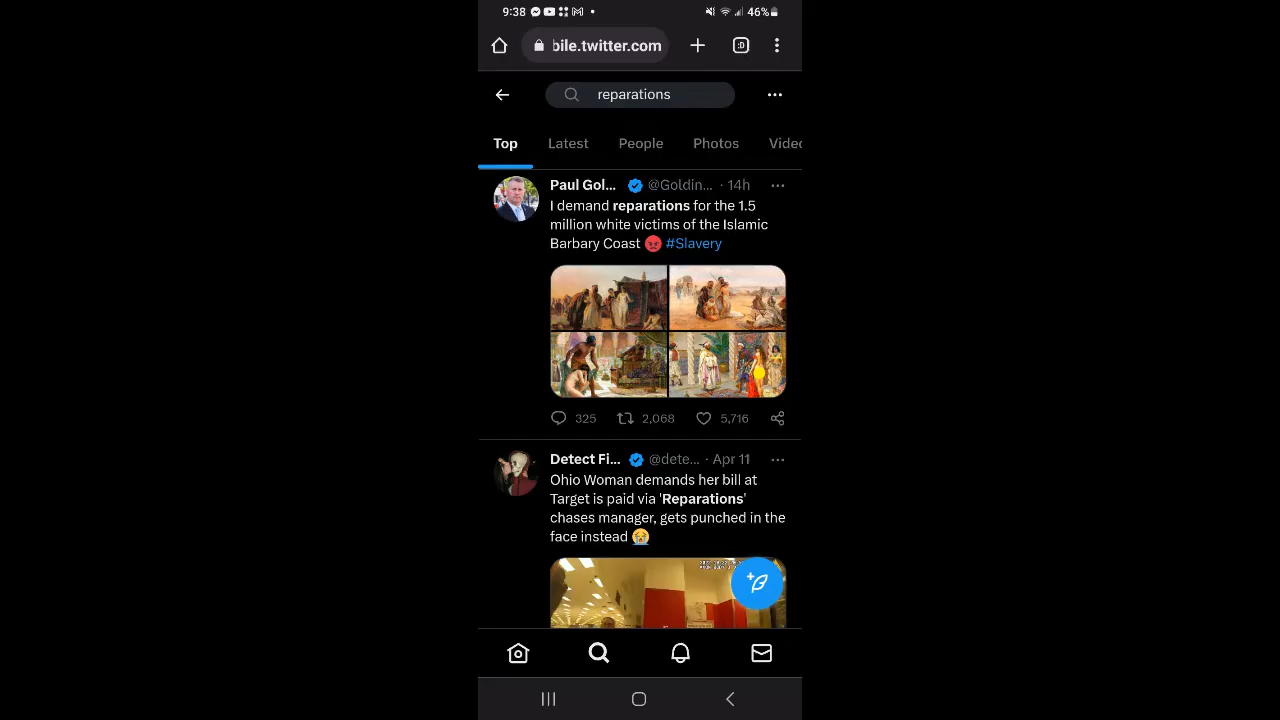 9:38
46%
bile.twitter.com
:D
reparations
Top Latest People Photos Videc
Paul Gol... @Goldin... · 14h
I demand reparations for the 1.5
million white victims of the Islamic
Barbary Coast 😡 #Slavery
325 2,068 5,716
Detect Fi... @dete... · Apr 11
Ohio Woman demands her bill at
Target is paid via 'Reparations'
chases manager, gets punched in the
face instead 😭